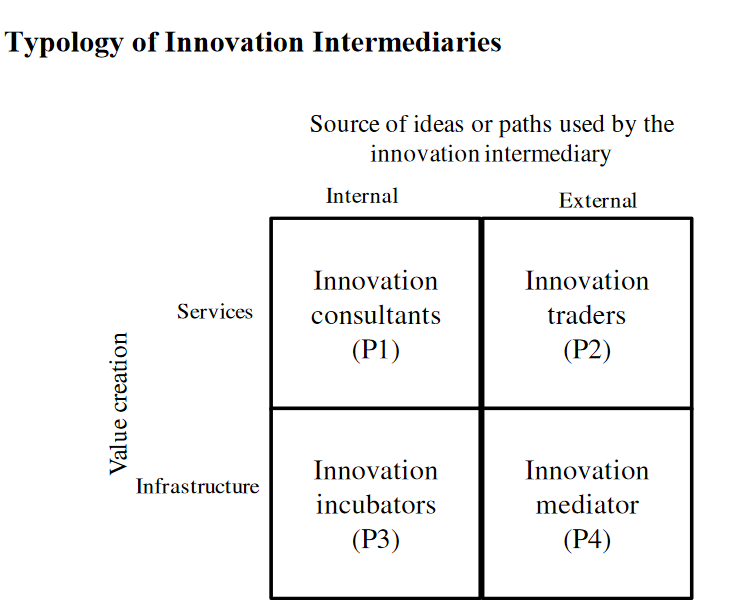 Typology of Innovation Intermediaries
Source of ideas or paths used by the
innovation intermediary
Internal
External
Services
Innovation
consultants
(P1)
Innovation
traders
(P2)
Value creation
Infrastructure
Innovation
incubators
(P3)
Innovation
mediator
(P4)